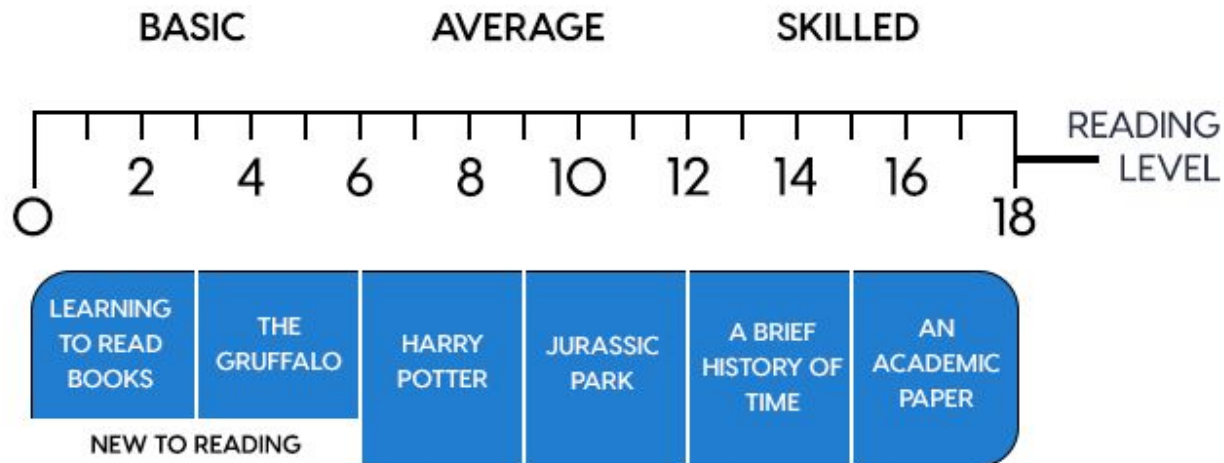 BASIC AVERAGE SKILLED
READING
LEVEL
2 4 6 8 10 12 14 16
0 18
LEARNING
TO READ
BOOKS
THE
GRUFFALO
HARRY
POTTER
JURASSIC
PARK
A BRIEF
HISTORY OF
TIME
AN
ACADEMIC
PAPER
NEW TO READING